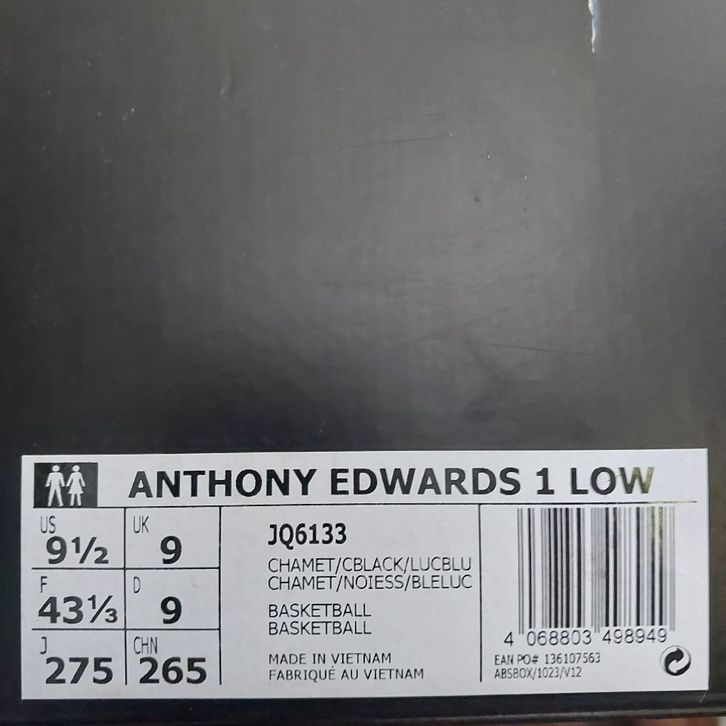 ANTHONY EDWARDS 1 LOW
US
9½
UK
9
F
43⅓
D
9
J
275
CHN
265
JQ6133
CHAMET/CBLACK/LUCBLU
CHAMET/NOIESS/BLELUC
BASKETBALL
BASKETBALL
MADE IN VIETNAM
FABRIQUÉ AU VIETNAM
4 068803 498949
EAN PO# 136107563
ABSBOX/1023/V12